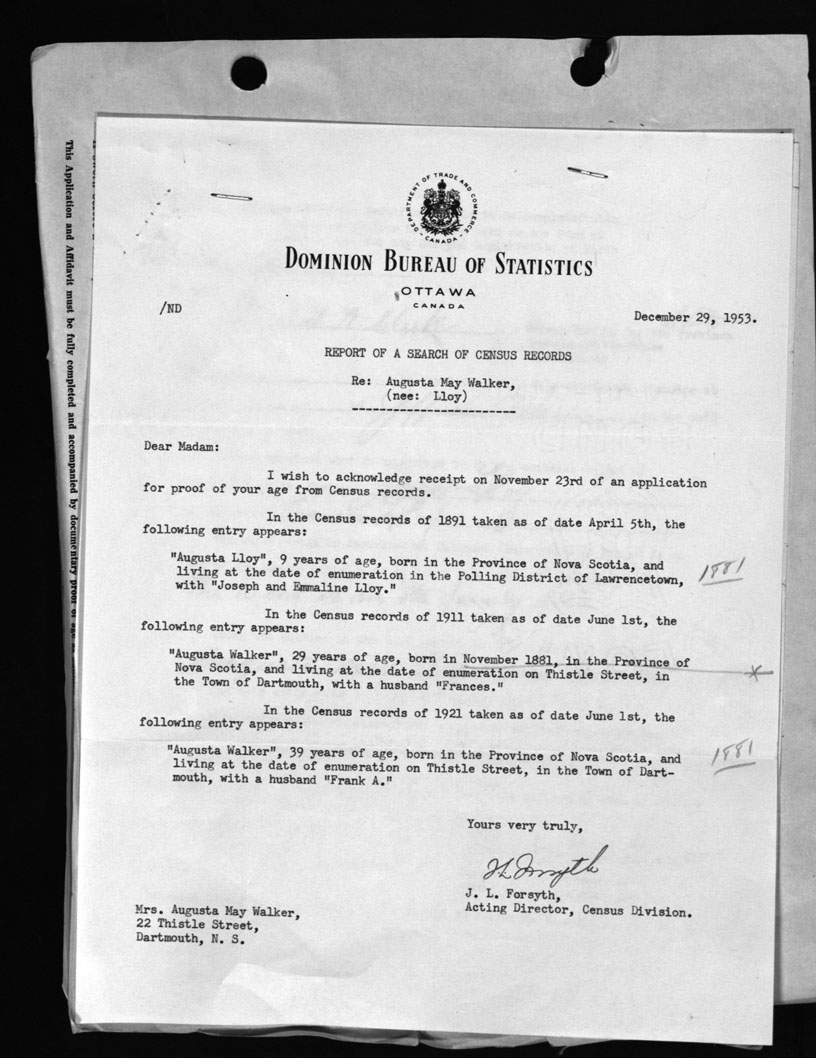 DEPARTMENT OF TRADE AND COMMERCE
CANADA
DOMINION BUREAU OF STATISTICS
OTTAWA
CANADA
/ND
December 29, 1953.
REPORT OF A SEARCH OF CENSUS RECORDS
Re: Augusta May Walker,
(nee: Lloy)
Dear Madam:
I wish to acknowledge receipt on November 23rd of an application
for proof of your age from Census records.
In the Census records of 1891 taken as of date April 5th, the
following entry appears:
"Augusta Lloy", 9 years of age, born in the Province of Nova Scotia, and
living at the date of enumeration in the Polling District of Lawrencetown,
with "Joseph and Emmaline Lloy."
1881
In the Census records of 1911 taken as of date June 1st, the
following entry appears:
"Augusta Walker", 29 years of age, born in November 1881, in the Province of
Nova Scotia, and living at the date of enumeration on Thistle Street, in
the Town of Dartmouth, with a husband "Frances."
X
In the Census records of 1921 taken as of date June 1st, the
following entry appears:
"Augusta Walker", 39 years of age, born in the Province of Nova Scotia, and
living at the date of enumeration on Thistle Street, in the Town of Dart-
mouth, with a husband "Frank A."
1881
Yours very truly,
J. L. Forsyth,
Acting Director, Census Division.
Mrs. Augusta May Walker,
22 Thistle Street,
Dartmouth, N. S.
This Application and Affidavit must be fully completed and accompanied by documentary proof of age